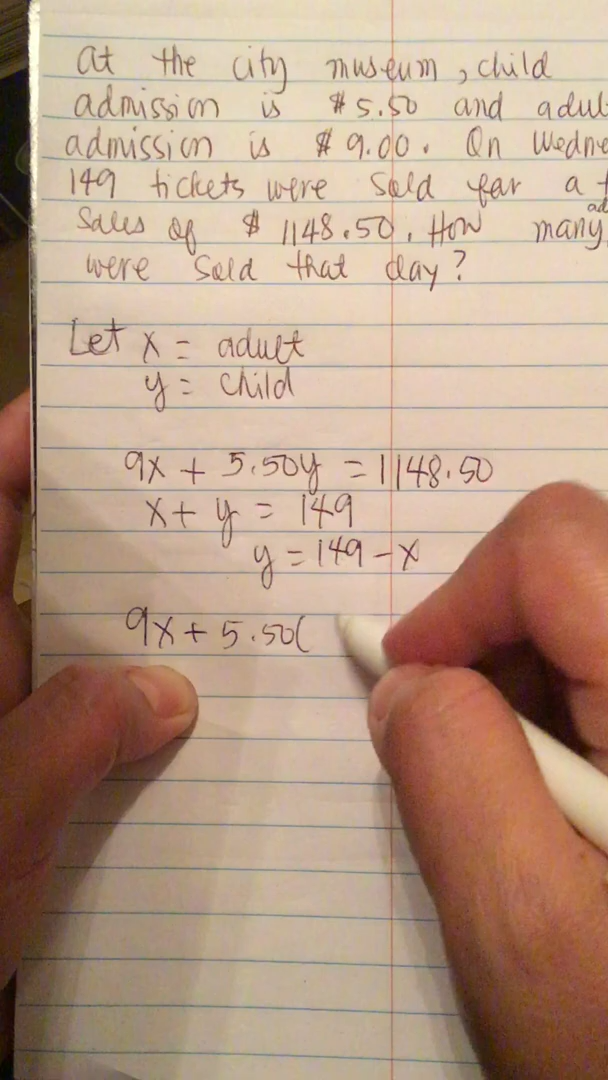 at the city museum, child
admission is $5.50 and
admission is $9.00. On
149 tickets were sold for a
ad
Sales of $1148.50. How many
were sold that day?
Let x = adult
y = child
9x + 5.50y = 1148.50
x + y = 149
y = 149 - x
9x + 5.50(